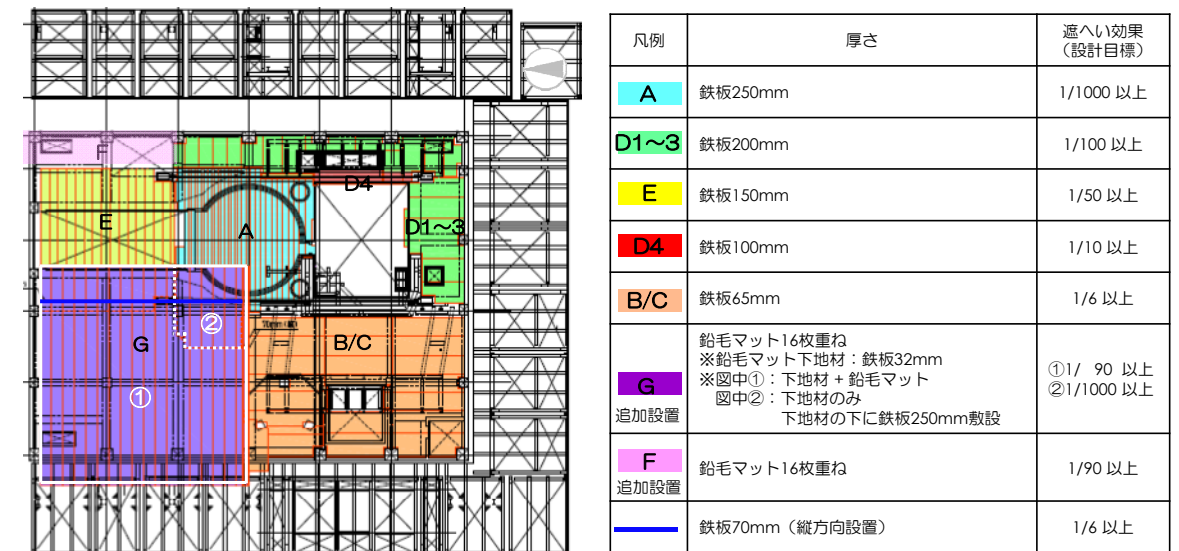 F
D4
E
A
D1~3
②
70mm(縦)
G
B/C
①
凡例
厚さ
遮へい効果
(設計目標)
A
鉄板250mm
1/1000 以上
D1~3
鉄板200mm
1/100 以上
E
鉄板150mm
1/50 以上
D4
鉄板100mm
1/10 以上
B/C
鉄板65mm
1/6 以上
G
追加設置
鉛毛マット16枚重ね
※鉛毛マット下地材:鉄板32mm
※図中①:下地材 + 鉛毛マット
図中②:下地材のみ
下地材の下に鉄板250mm敷設
①1/ 90 以上
②1/1000 以上
F
追加設置
鉛毛マット16枚重ね
1/90 以上
鉄板70mm(縦方向設置)
1/6 以上